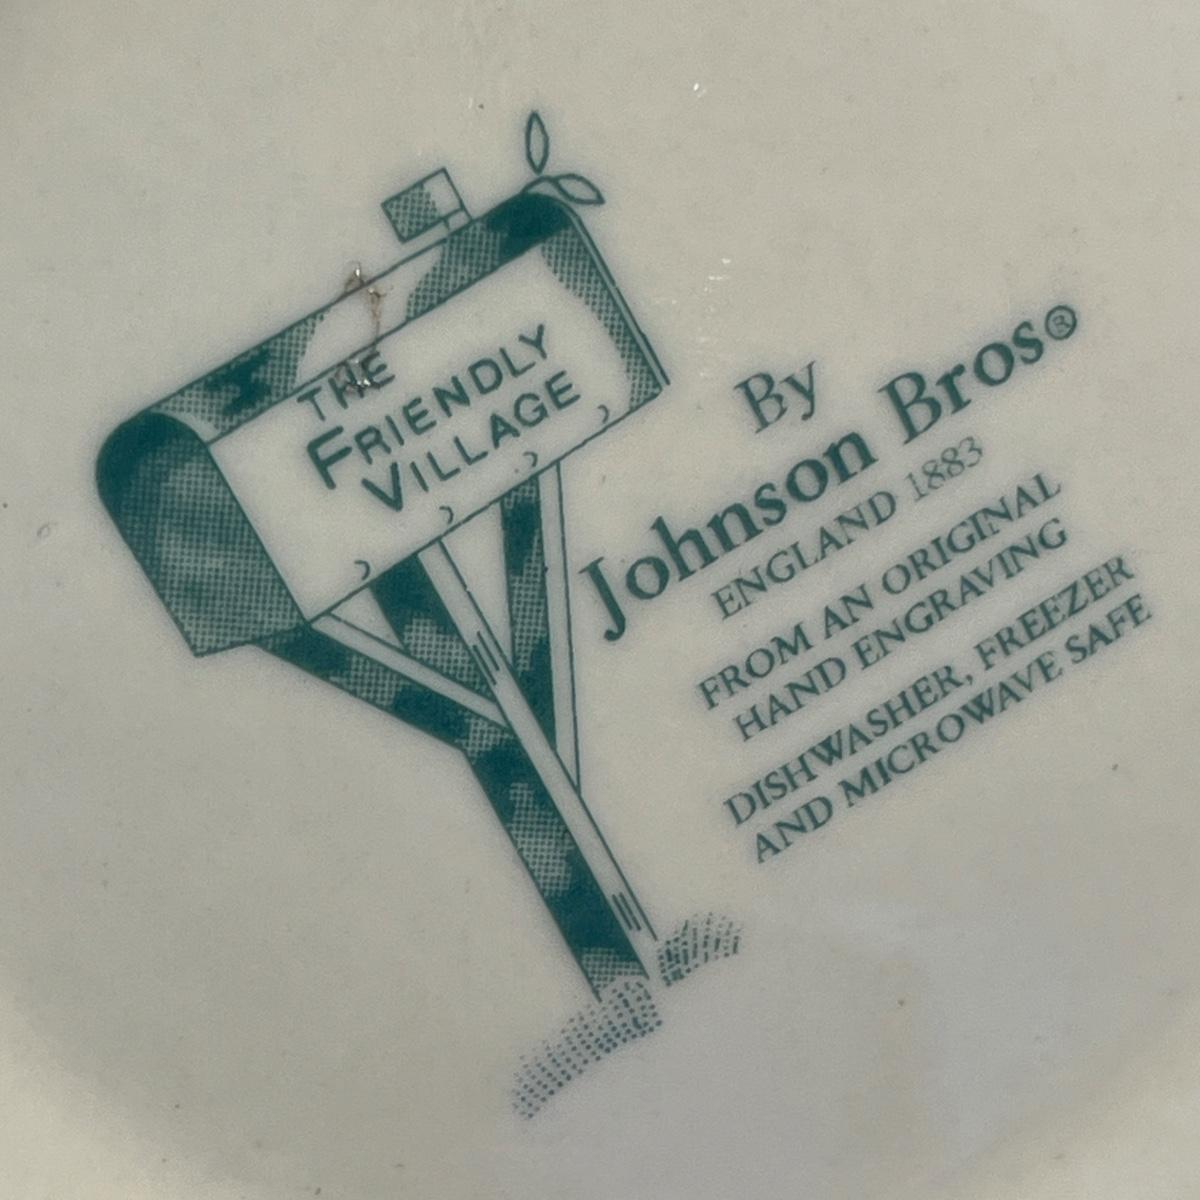 THE
FRIENDLY
VILLAGE
By
Johnson Bros®
ENGLAND 1883
FROM AN ORIGINAL
HAND ENGRAVING
DISHWASHER, FREEZER
AND MICROWAVE SAFE